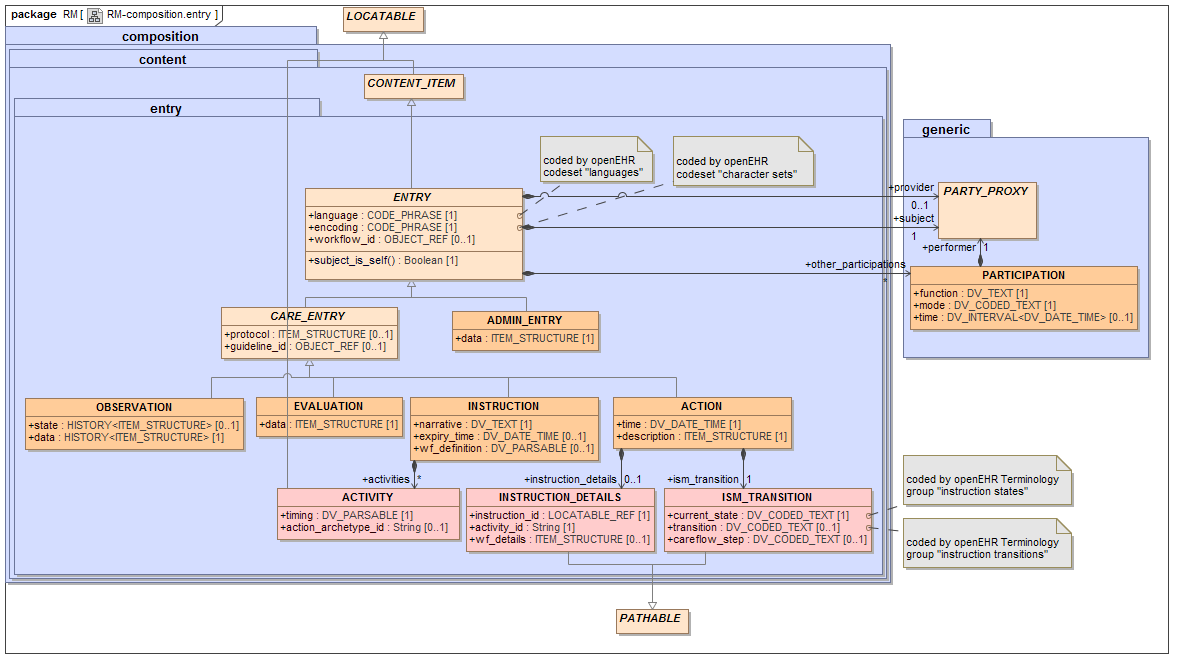 package RM [ RM-composition.entry ]
LOCATABLE
composition
content
CONTENT_ITEM
entry
generic
coded by openEHR
codeset "languages"
coded by openEHR
codeset "character sets"
ENTRY
+language : CODE_PHRASE [1]
+encoding : CODE_PHRASE [1]
+workflow_id : OBJECT_REF [0..1]
+subject_is_self() : Boolean [1]
+provider
0..1
+subject
1
PARTY_PROXY
+performer
1
+other_participations
*
PARTICIPATION
+function : DV_TEXT [1]
+mode : DV_CODED_TEXT [1]
+time : DV_INTERVAL<DV_DATE_TIME> [0..1]
CARE_ENTRY
+protocol : ITEM_STRUCTURE [0..1]
+guideline_id : OBJECT_REF [0..1]
ADMIN_ENTRY
+data : ITEM_STRUCTURE [1]
OBSERVATION
+state : HISTORY<ITEM_STRUCTURE> [0..1]
+data : HISTORY<ITEM_STRUCTURE> [1]
EVALUATION
+data : ITEM_STRUCTURE [1]
INSTRUCTION
+narrative : DV_TEXT [1]
+expiry_time : DV_DATE_TIME [0..1]
+wf_definition : DV_PARSABLE [0..1]
ACTION
+time : DV_DATE_TIME [1]
+description : ITEM_STRUCTURE [1]
+activities *
+instruction_details 0..1
+ism_transition 1
ACTIVITY
+timing : DV_PARSABLE [1]
+action_archetype_id : String [0..1]
INSTRUCTION_DETAILS
+instruction_id : LOCATABLE_REF [1]
+activity_id : String [1]
+wf_details : ITEM_STRUCTURE [0..1]
ISM_TRANSITION
+current_state : DV_CODED_TEXT [1]
+transition : DV_CODED_TEXT [0..1]
+careflow_step : DV_CODED_TEXT [0..1]
coded by openEHR Terminology
group "instruction states"
coded by openEHR Terminology
group "instruction transitions"
PATHABLE